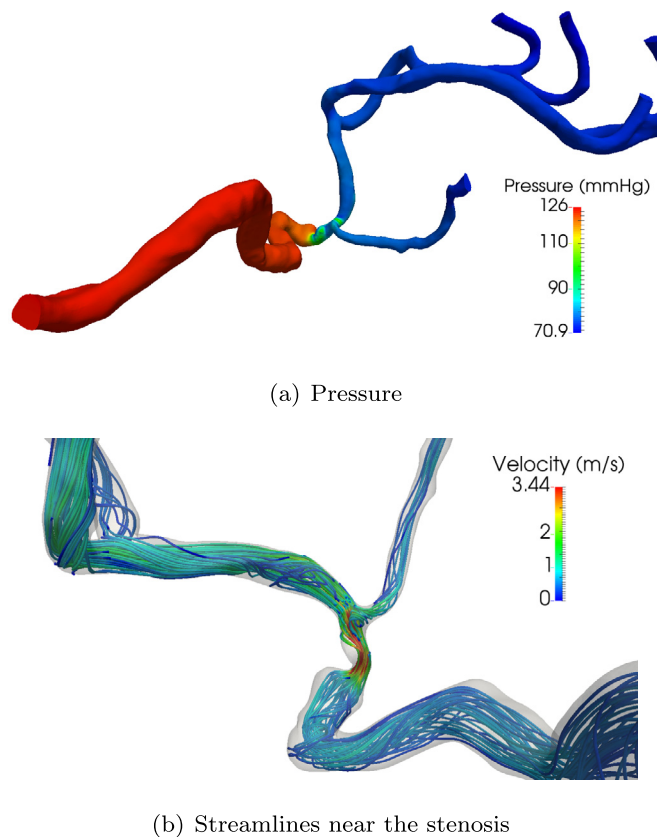 Pressure (mmHg)
126
110
90
70.9
(a) Pressure
Velocity (m/s)
3.44
2
1
0
(b) Streamlines near the stenosis